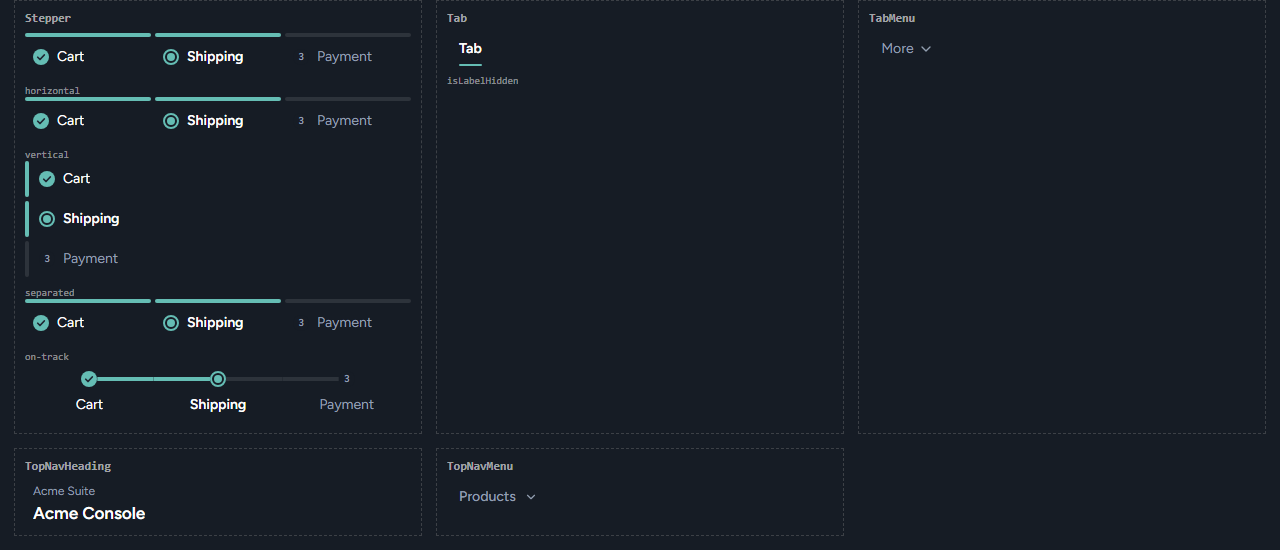 Stepper
Cart Shipping 3 Payment
horizontal
Cart Shipping 3 Payment
vertical
Cart
Shipping
3 Payment
separated
Cart Shipping 3 Payment
on-track
3
Cart Shipping Payment
Tab
Tab
isLabelHidden
TabMenu
More
TopNavHeading
Acme Suite
Acme Console
TopNavMenu
Products